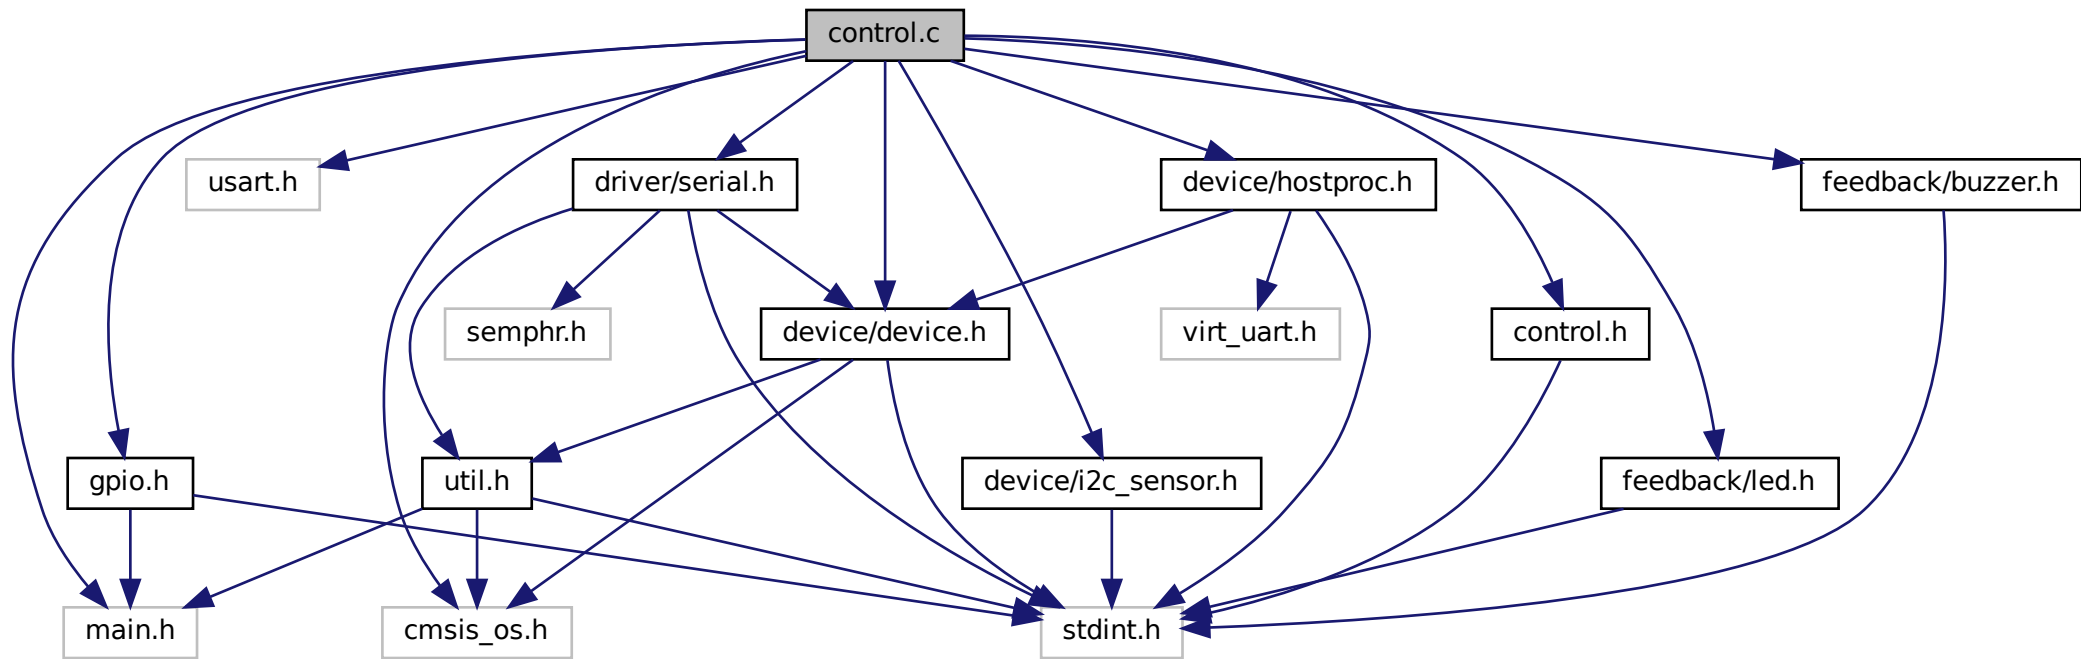 control.c
usart.h
driver/serial.h
device/hostproc.h
feedback/buzzer.h
semphr.h
device/device.h
virt_uart.h
control.h
gpio.h
util.h
device/i2c_sensor.h
feedback/led.h
main.h
cmsis_os.h
stdint.h